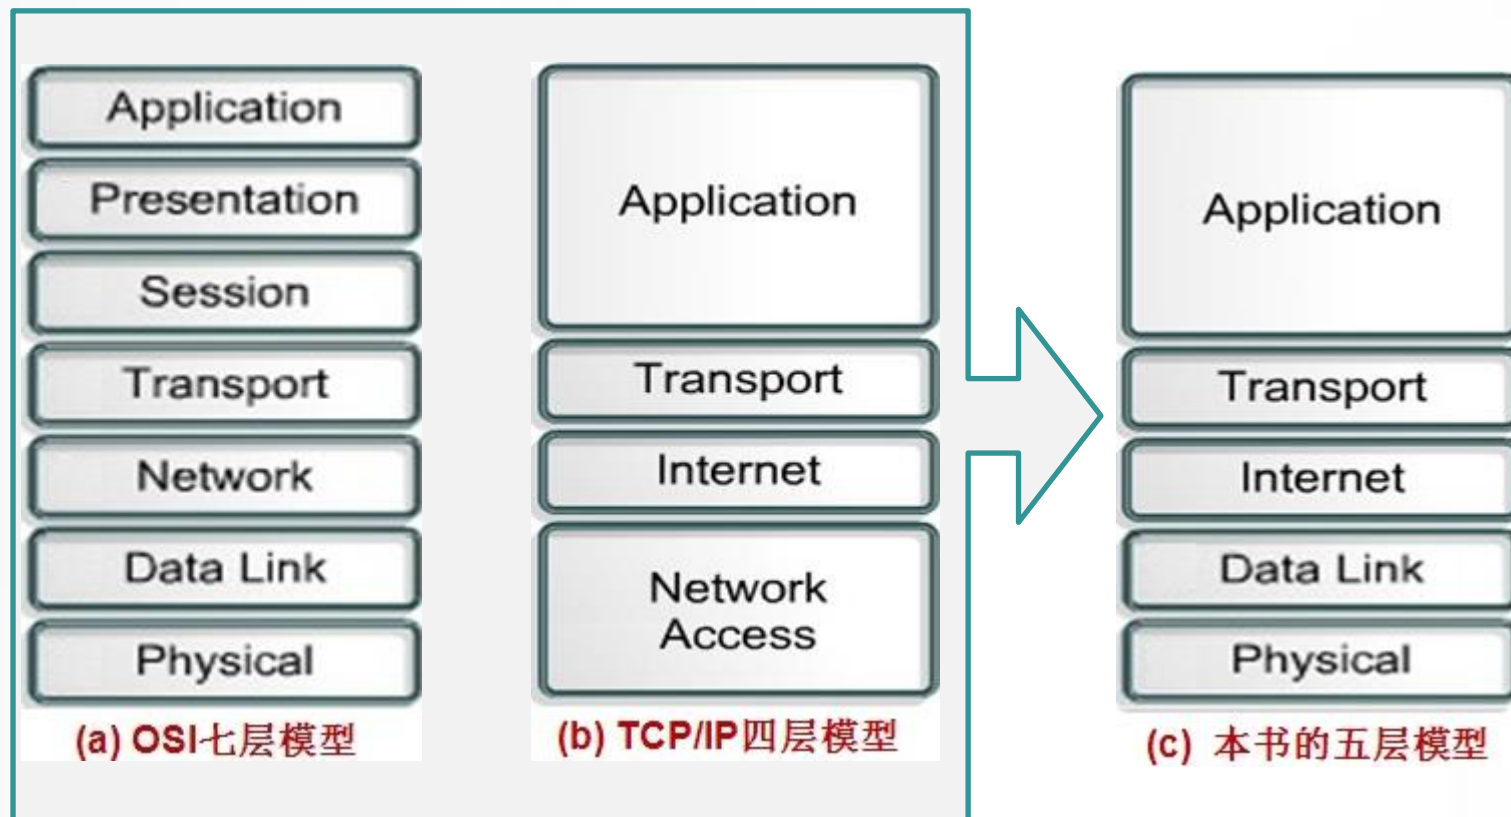 Application
Presentation
Session
Transport
Network
Data Link
Physical
(a) OSI七层模型
Application
Transport
Internet
Network
Access
(b) TCP/IP四层模型
Application
Transport
Internet
Data Link
Physical
(c) 本书的五层模型